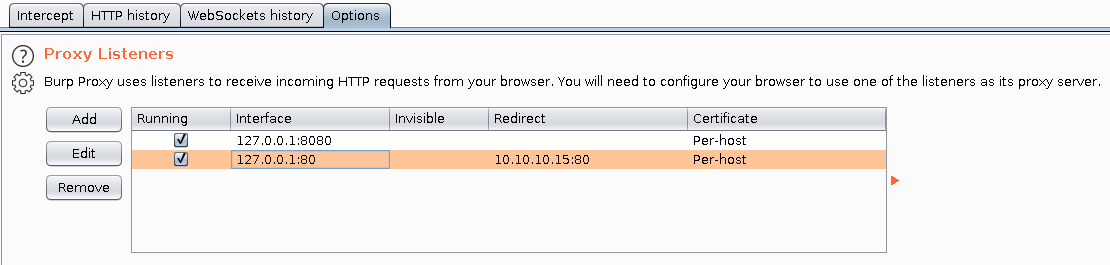 Intercept HTTP history WebSockets history Options
Proxy Listeners
Burp Proxy uses listeners to receive incoming HTTP requests from your browser. You will need to configure your browser to use one of the listeners as its proxy server.
Add
Edit
Remove
Running Interface Invisible Redirect Certificate
127.0.0.1:8080 Per-host
127.0.0.1:80 10.10.10.15:80 Per-host